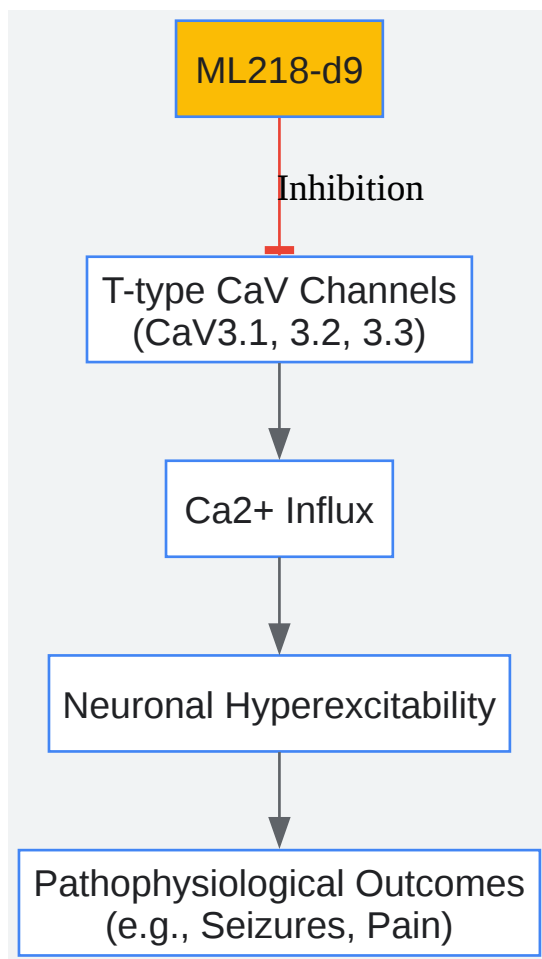 ML218-d9
Inhibition
T-type CaV Channels
(CaV3.1, 3.2, 3.3)
Ca2+ Influx
Neuronal Hyperexcitability
Pathophysiological Outcomes
(e.g., Seizures, Pain)